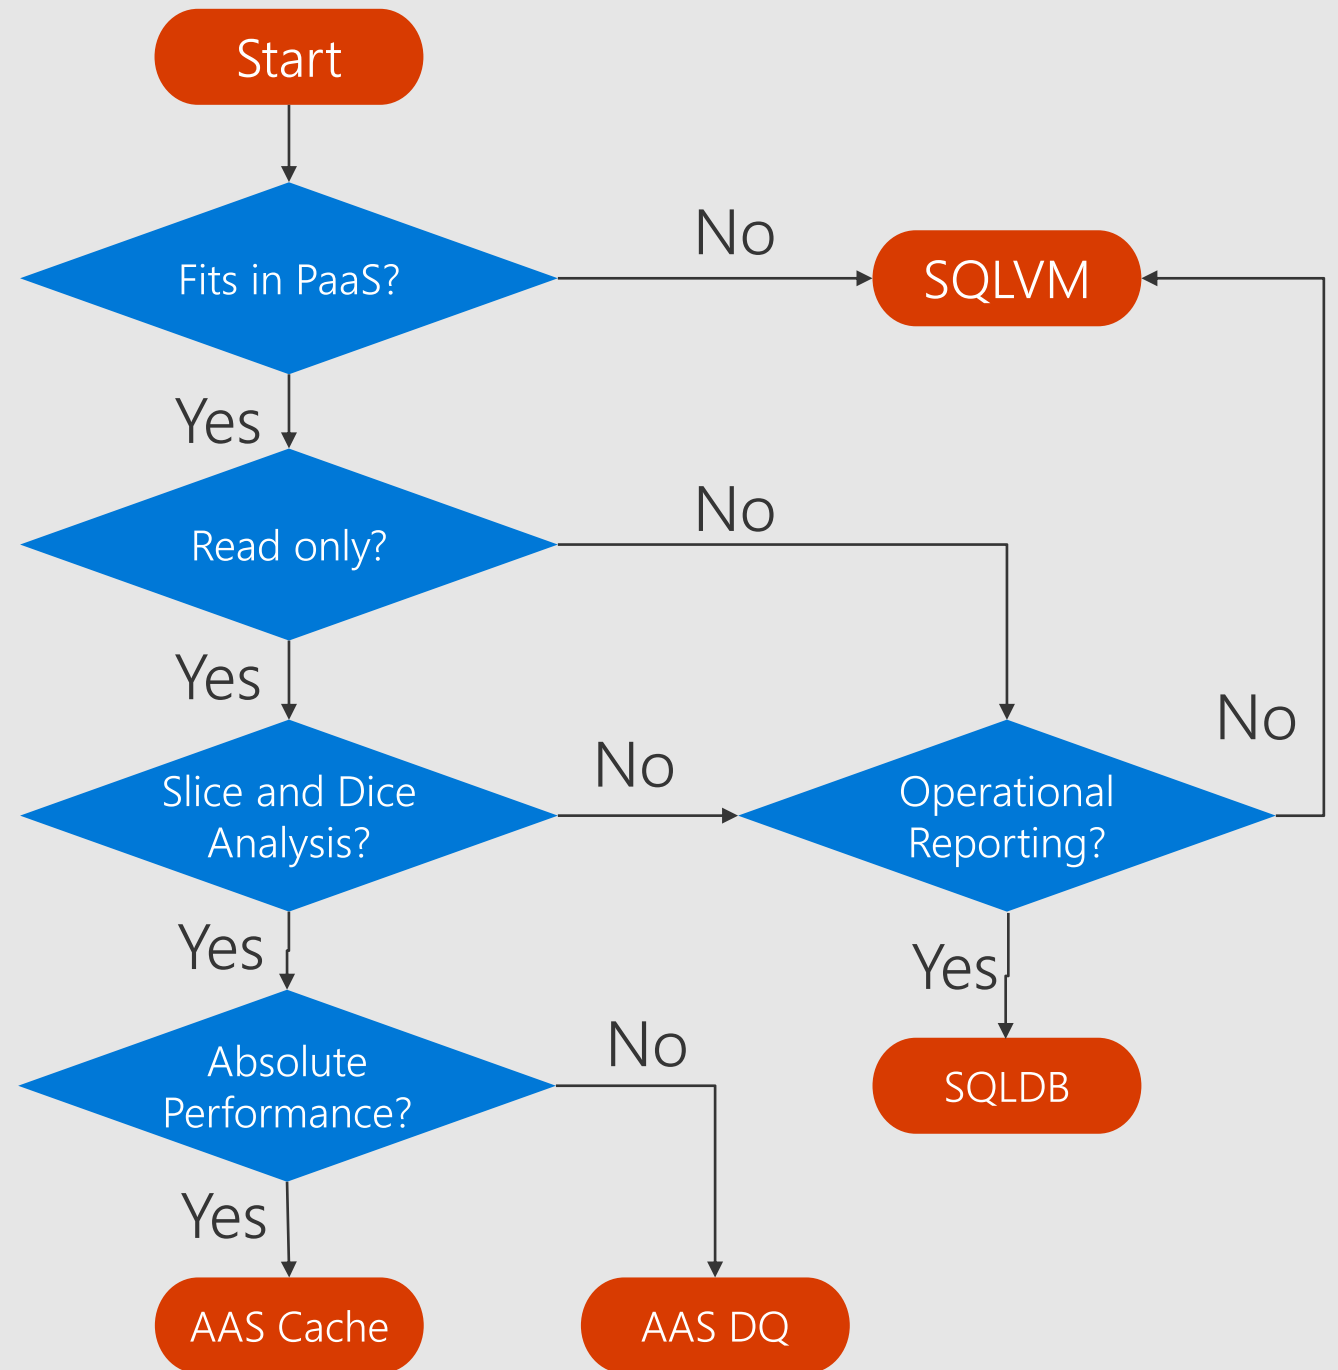 Start
Fits in PaaS?
No
SQLVM
Yes
Read only?
No
Yes
Slice and Dice
Analysis?
No
Operational
Reporting?
No
Yes
Yes
Absolute
Performance?
No
SQLDB
Yes
AAS Cache
AAS DQ